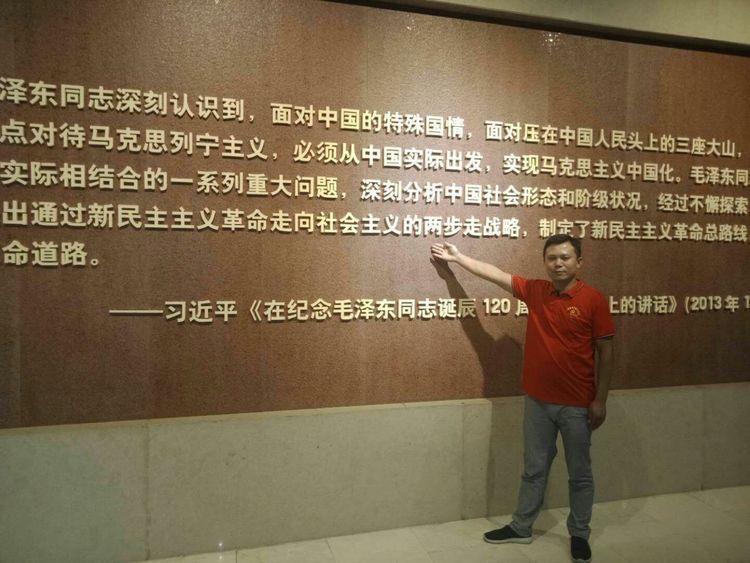 泽东同志深刻认识到，面对中国的特殊国情，面对压在中国人民头上的三座大山，
点对待马克思列宁主义，必须从中国实际出发，实现马克思主义中国化。毛泽东同
实际相结合的一系列重大问题，深刻分析中国社会形态和阶级状况，经过不懈探索
出通过新民主主义革命走向社会主义的两步走战略，制定了新民主主义革命总路线
命道路。
——习近平《在纪念毛泽东同志诞辰 120 周 上的讲话》(2013 年 1